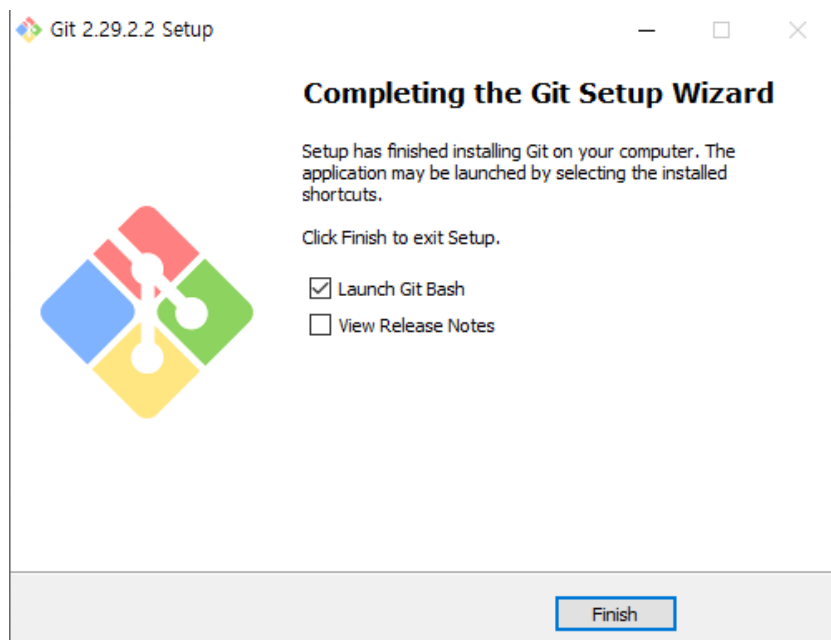 Git 2.29.2.2 Setup
Completing the Git Setup Wizard
Setup has finished installing Git on your computer. The
application may be launched by selecting the installed
shortcuts.
Click Finish to exit Setup.
Launch Git Bash
View Release Notes
Finish